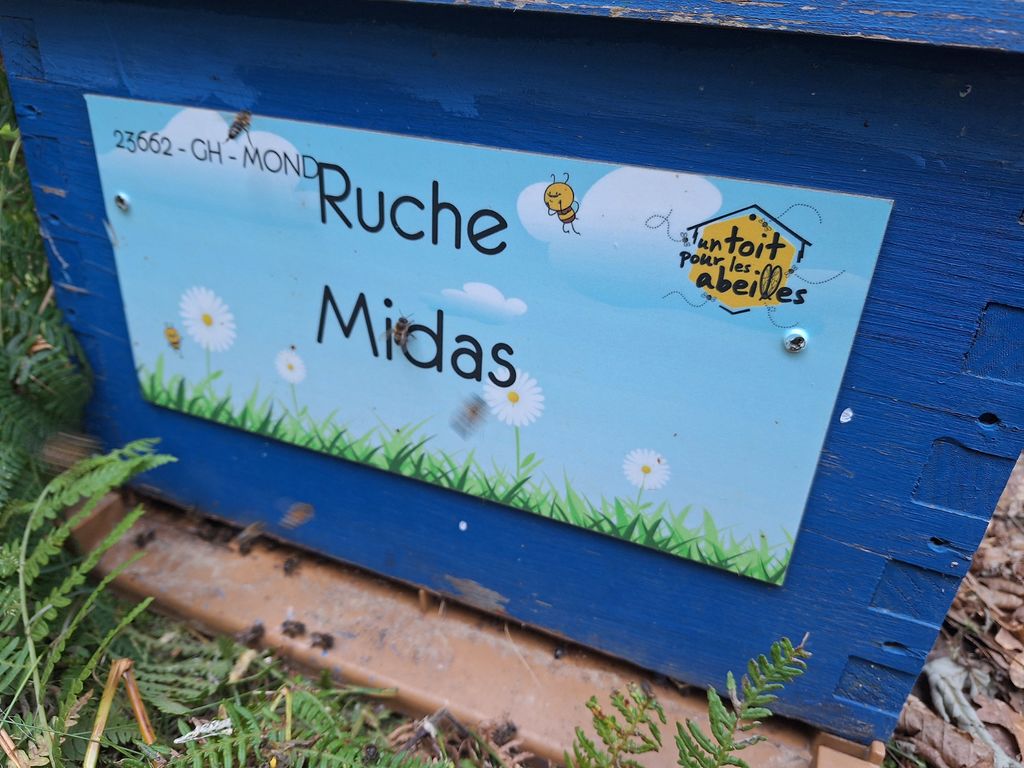 23662 - GH - MOND
Ruche
Midas
un toit
pour les
abeilles